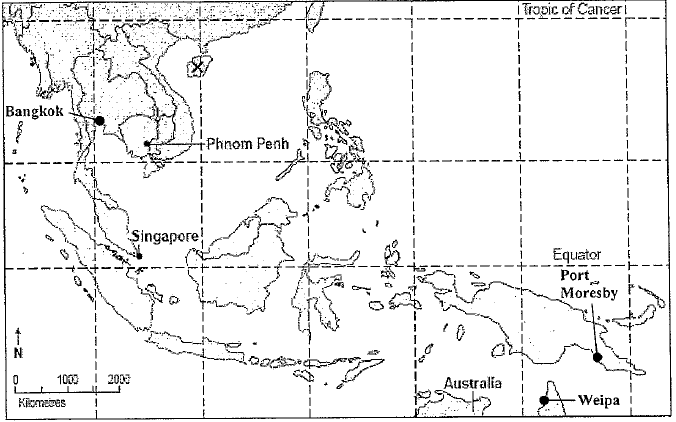 Tropic of Cancer
Bangkok
Phnom Penh
Singapore
Equator
Port
Moresby
N
0 1000 2000
Kilometres
Australia
Weipa